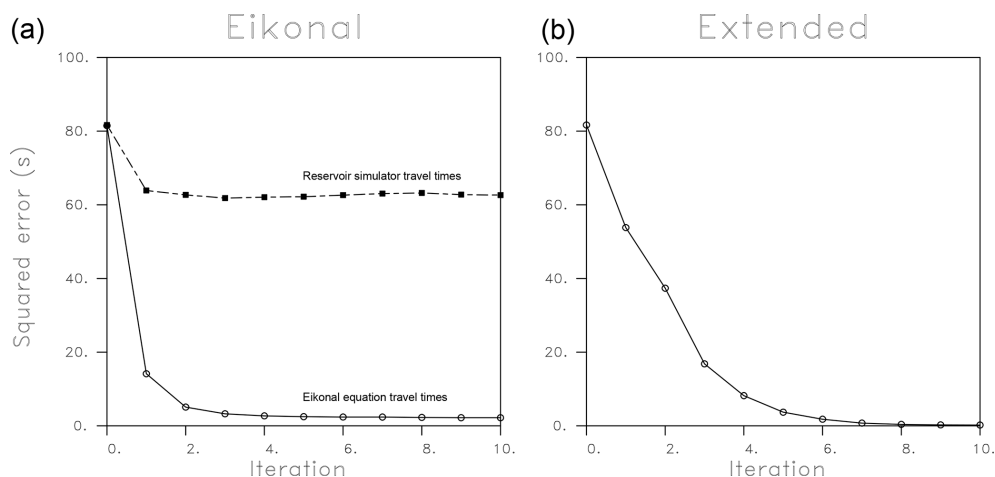 (a)
Eikonal
100.
80.
60.
40.
20.
0.
Squared error (s)
Reservoir simulator travel times
Eikonal equation travel times
0. 2. 4. 6. 8. 10.
Iteration
(b)
Extended
100.
80.
60.
40.
20.
0.
0. 2. 4. 6. 8. 10.
Iteration